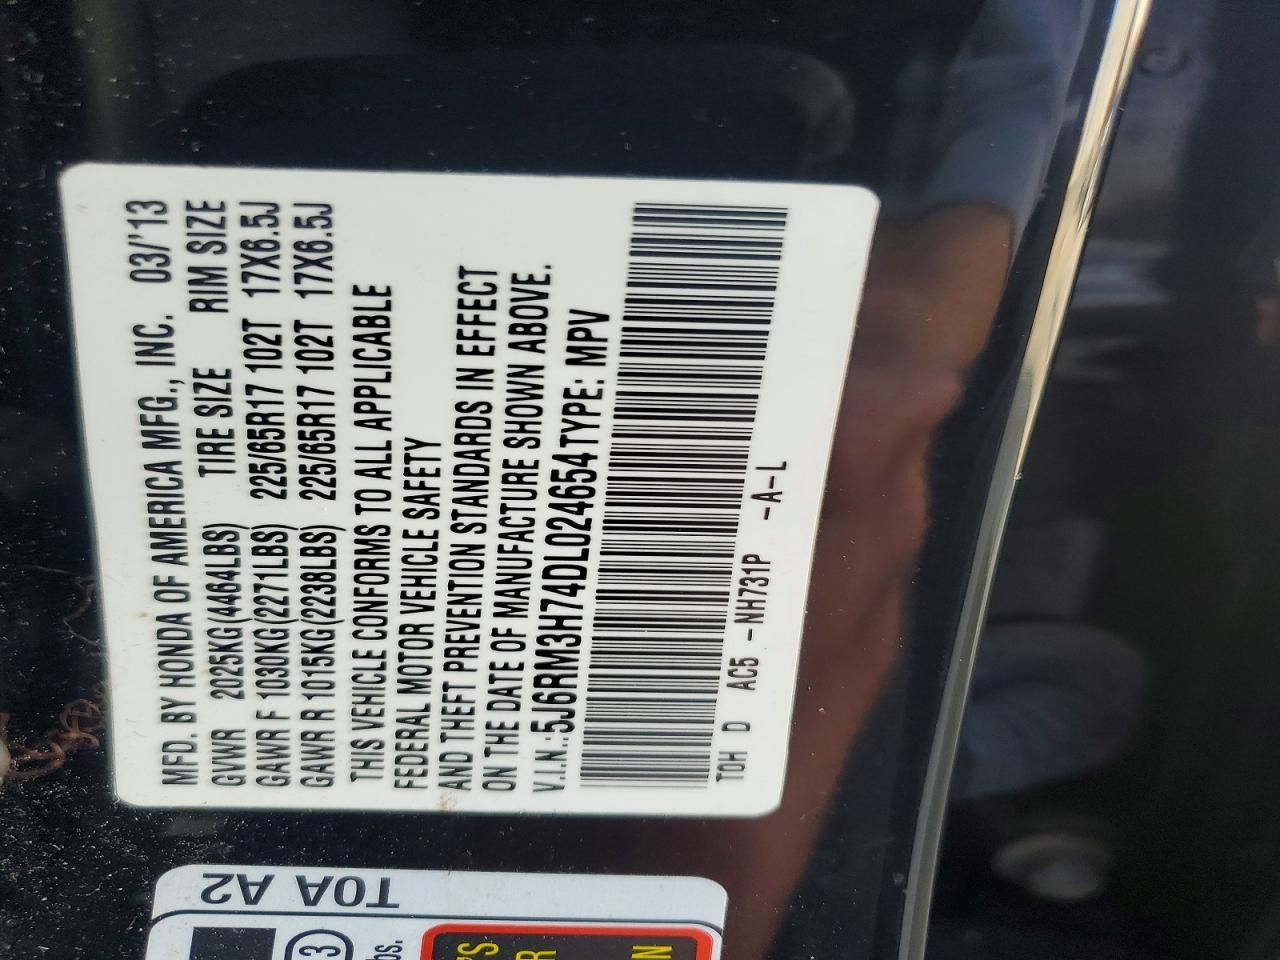 MFD. BY HONDA OF AMERICA MFG., INC. 03/'13
GVWR 2025KG(4464LBS) TIRE SIZE RIM SIZE
GAWR F 1030KG(2271LBS) 225/65R17 102T 17X6.5J
GAWR R 1015KG(2238LBS) 225/65R17 102T 17X6.5J
THIS VEHICLE CONFORMS TO ALL APPLICABLE
FEDERAL MOTOR VEHICLE SAFETY
AND THEFT PREVENTION STANDARDS IN EFFECT
ON THE DATE OF MANUFACTURE SHOWN ABOVE.
V.I.N.:5J6RM3H74DL024654 TYPE: MPV
TOH D AC5 -NH731P -A-L
T0A A2
3
bs.
'S
R
N